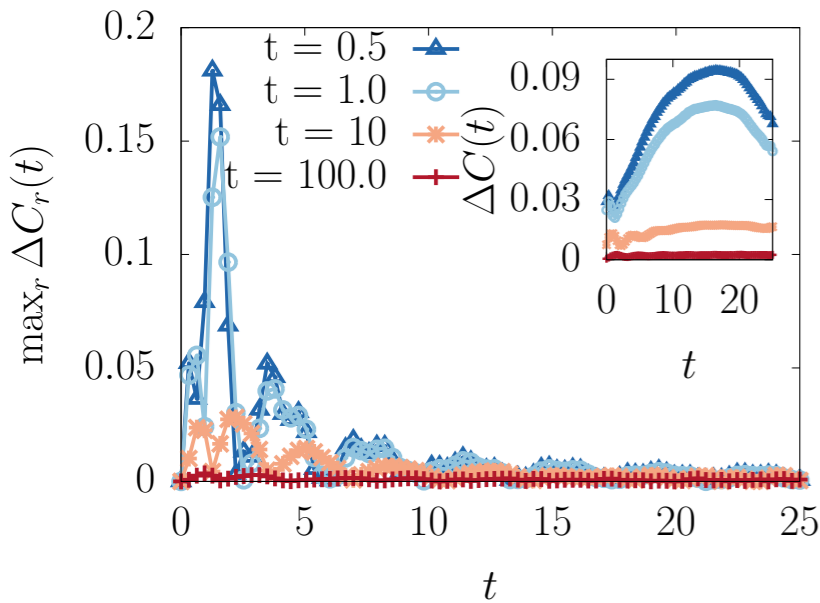 0.2
0.15
0.1
0.05
0
max_r ΔC_r(t)
t = 0.5
t = 1.0
t = 10
t = 100.0
0.09
0.06
0.03
0
ΔC(t)
0 10 20
t
0 5 10 15 20 25
t